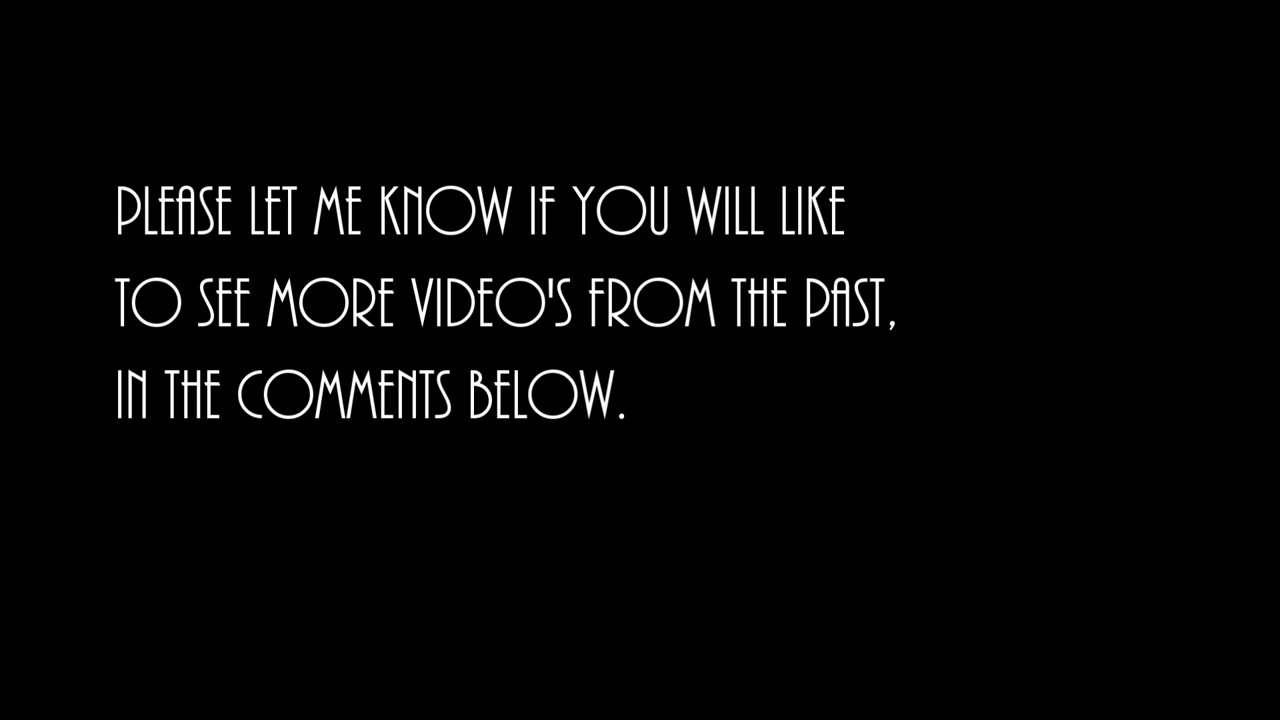 PLEASE LET ME KNOW IF YOU WILL LIKE
TO SEE MORE VIDEO'S FROM THE PAST,
IN THE COMMENTS BELOW.